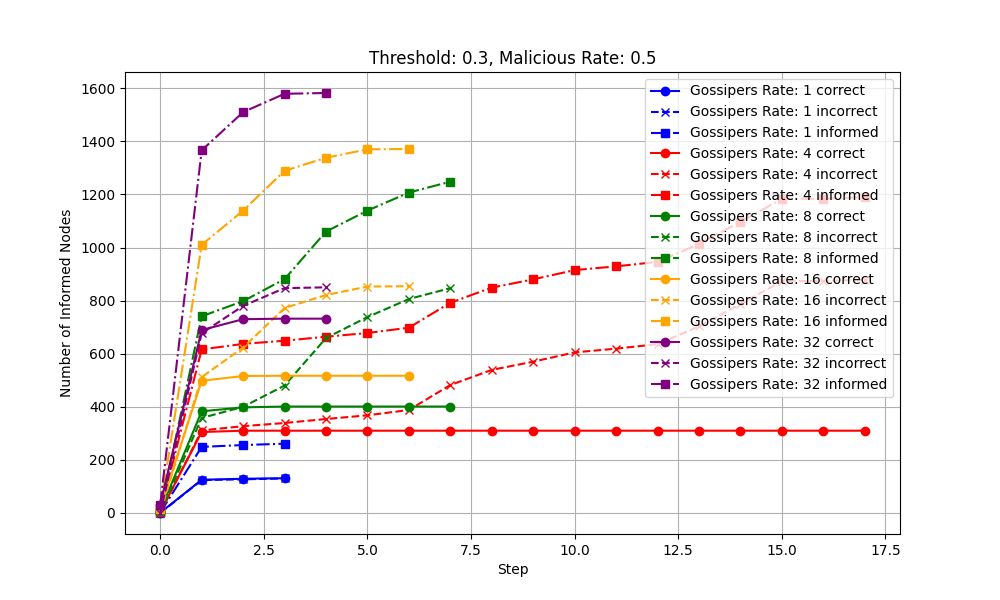 Threshold: 0.3, Malicious Rate: 0.5
Number of Informed Nodes
1600
1400
1200
1000
800
600
400
200
0
Gossipers Rate: 1 correct
Gossipers Rate: 1 incorrect
Gossipers Rate: 1 informed
Gossipers Rate: 4 correct
Gossipers Rate: 4 incorrect
Gossipers Rate: 4 informed
Gossipers Rate: 8 correct
Gossipers Rate: 8 incorrect
Gossipers Rate: 8 informed
Gossipers Rate: 16 correct
Gossipers Rate: 16 incorrect
Gossipers Rate: 16 informed
Gossipers Rate: 32 correct
Gossipers Rate: 32 incorrect
Gossipers Rate: 32 informed
0.0 2.5 5.0 7.5 10.0 12.5 15.0 17.5
Step